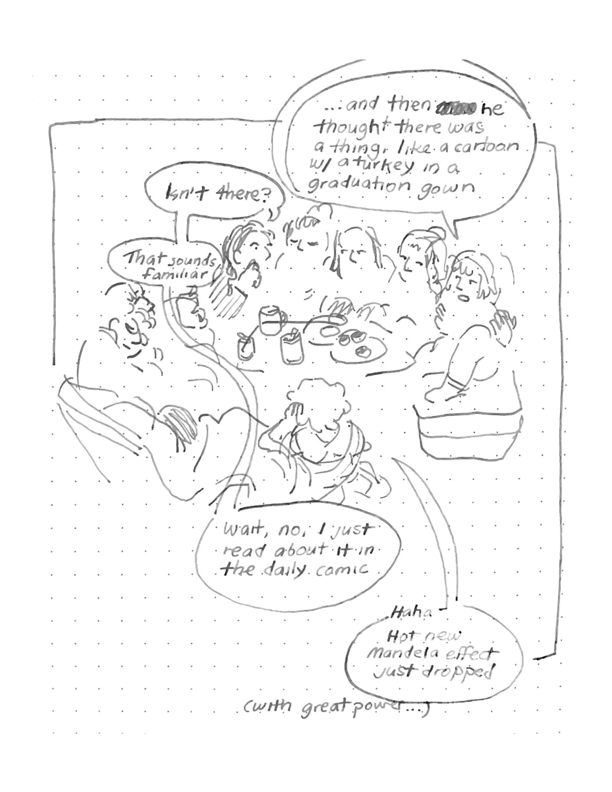 ...and then he
thought there was
a thing, like a cartoon
w/ a turkey in a
graduation gown
Isn't there?
That sounds
familiar
Wait, no, I just
read about it in
the daily comic
Haha
Hot new
mandela effect
just dropped
(with great power...)